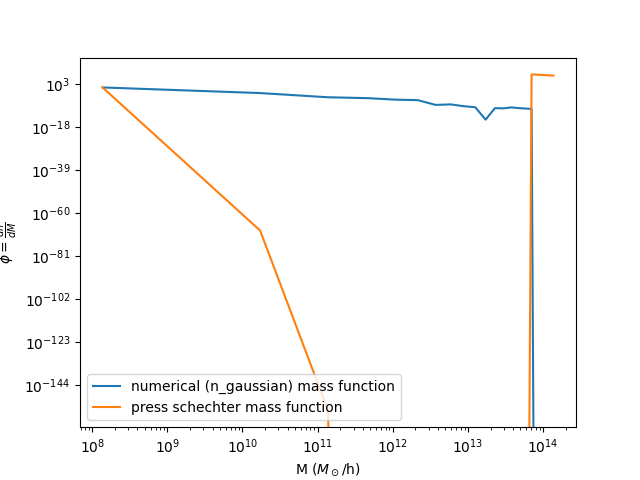 10^3
10^−18
10^−39
10^−60
10^−81
10^−102
10^−123
10^−144
ϕ = dn/dM
numerical (n_gaussian) mass function
press schechter mass function
10^8 10^9 10^10 10^11 10^12 10^13 10^14
M (M⊙/h)